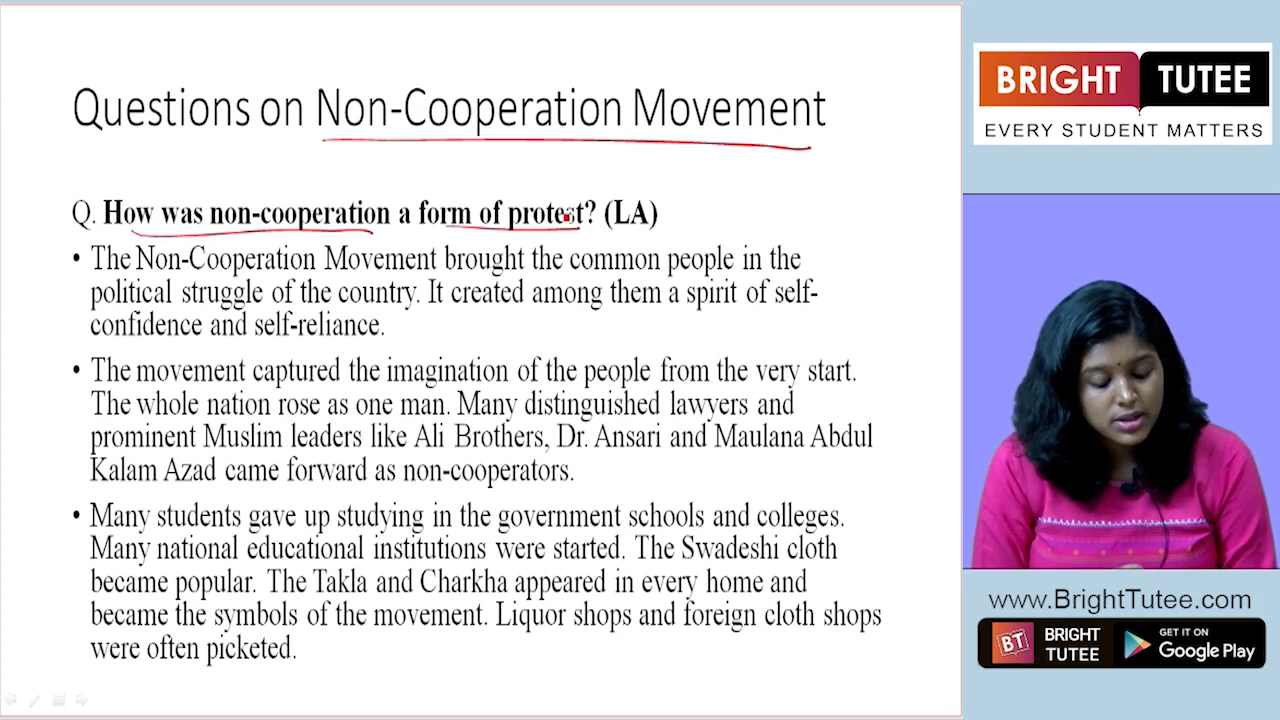 Questions on Non-Cooperation Movement
Q. How was non-cooperation a form of protest? (LA)
• The Non-Cooperation Movement brought the common people in the
political struggle of the country. It created among them a spirit of self-
confidence and self-reliance.
• The movement captured the imagination of the people from the very start.
The whole nation rose as one man. Many distinguished lawyers and
prominent Muslim leaders like Ali Brothers, Dr. Ansari and Maulana Abdul
Kalam Azad came forward as non-cooperators.
• Many students gave up studying in the government schools and colleges.
Many national educational institutions were started. The Swadeshi cloth
became popular. The Takla and Charkha appeared in every home and
became the symbols of the movement. Liquor shops and foreign cloth shops
were often picketed.
BRIGHT TUTEE
EVERY STUDENT MATTERS
www.BrightTutee.com
BT
BRIGHT
TUTEE
GET IT ON
Google Play